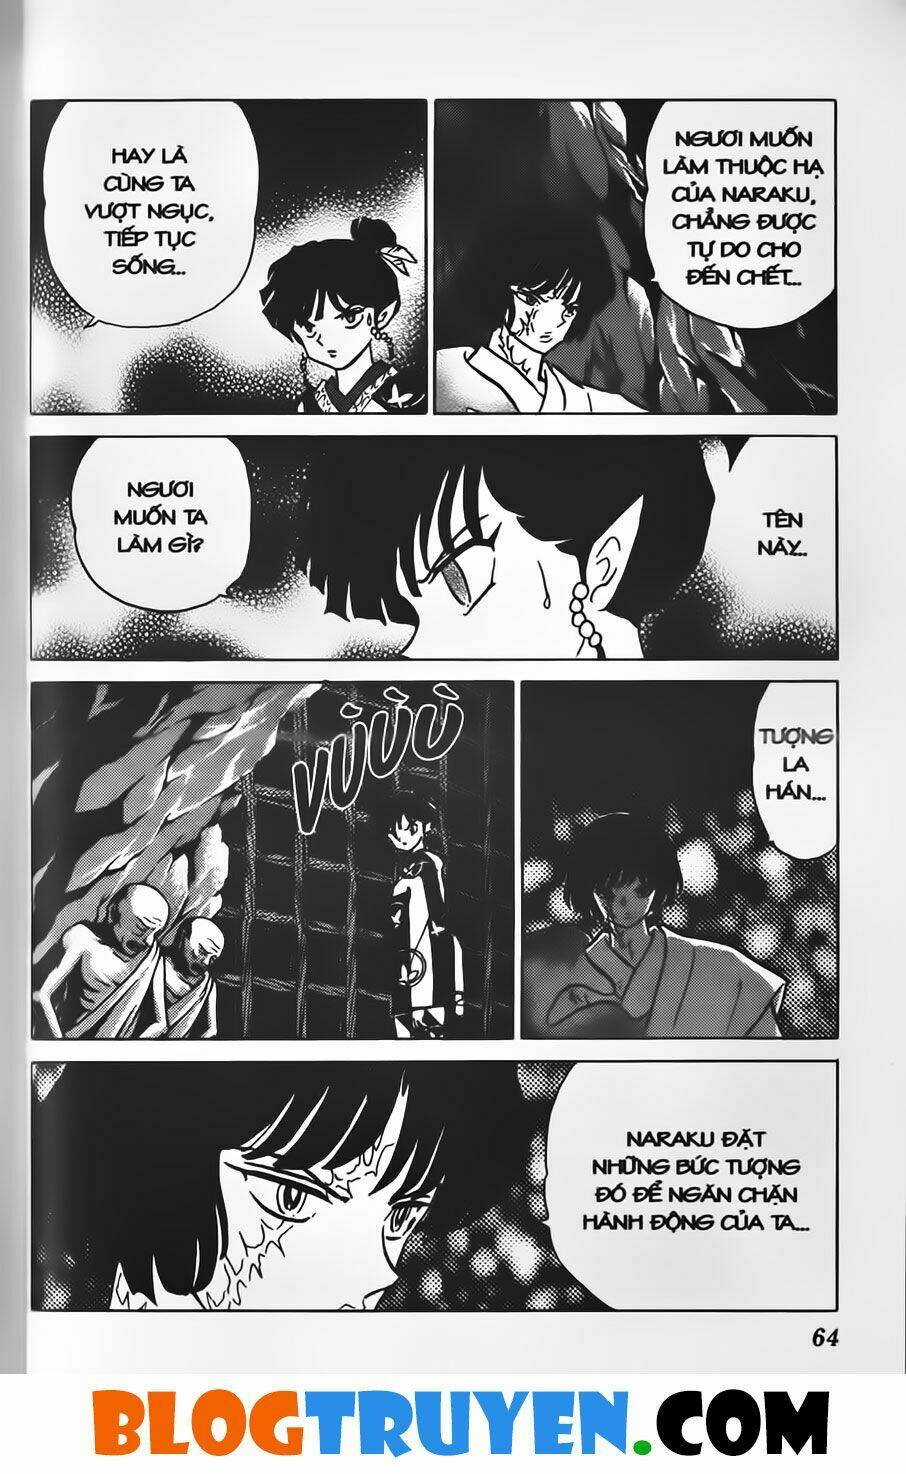 NGƯƠI MUỐN
LÀM THUỘC HẠ
CỦA NARAKU,
CHẲNG ĐƯỢC
TỰ DO CHO
ĐẾN CHẾT...
HAY LÀ
CÙNG TA
VƯỢT NGỤC,
TIẾP TỤC
SỐNG...
TÊN
NÀY...
NGƯƠI
MUỐN TA
LÀM GÌ?
TƯỢNG
LA
HÁN...
VÙÙÙ
NARAKU ĐẶT
NHỮNG BỨC TƯỢNG
ĐÓ ĐỂ NGĂN CHẶN
HÀNH ĐỘNG CỦA TA...
64
BLOGTRUYEN.COM